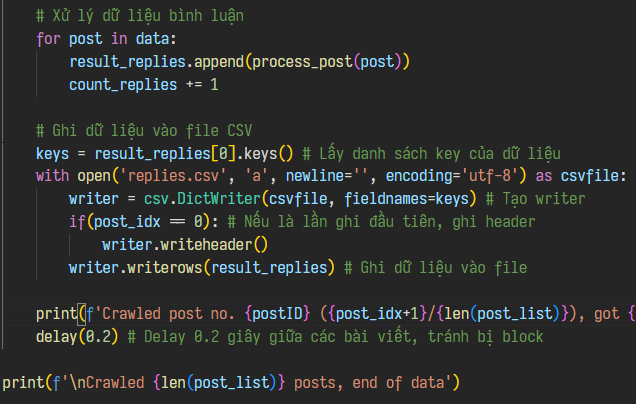 # Xử lý dữ liệu bình luận
for post in data:
result_replies.append(process_post(post))
count_replies += 1
# Ghi dữ liệu vào file CSV
keys = result_replies[0].keys() # Lấy danh sách key của dữ liệu
with open('replies.csv', 'a', newline='', encoding='utf-8') as csvfile:
writer = csv.DictWriter(csvfile, fieldnames=keys) # Tạo writer
if(post_idx == 0): # Nếu là lần ghi đầu tiên, ghi header
writer.writeheader()
writer.writerows(result_replies) # Ghi dữ liệu vào file
print(f'Crawled post no. {postID} ({post_idx+1}/{len(post_list)}), got {
delay(0.2) # Delay 0.2 giây giữa các bài viết, tránh bị block
print(f'\nCrawled {len(post_list)} posts, end of data')